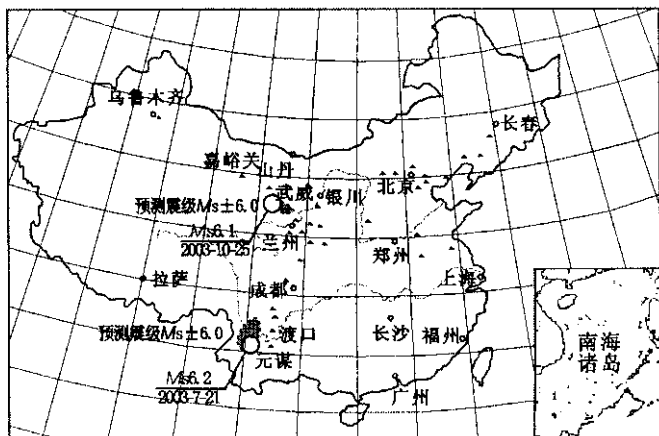 乌鲁木齐
长春
嘉峪关
山丹
武威
银川
北京
预测震级Ms±6.0
Ms6.1
2003-10-25
兰州
郑州
拉萨
成都
上海
预测震级Ms±6.0
渡口
长沙
福州
元谋
Ms6.2
2003-7-21
广州
南海
诸岛